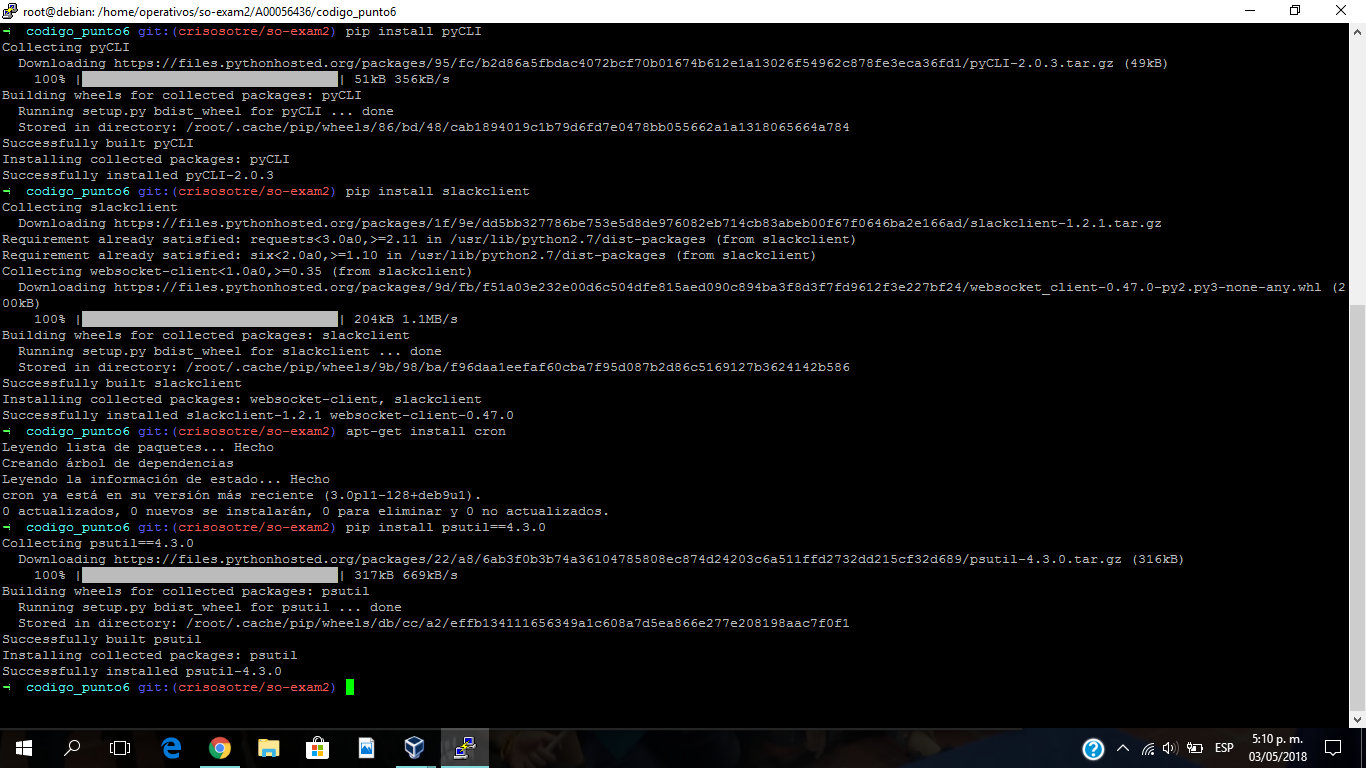 root@debian: /home/operativos/so-exam2/A00056436/codigo_punto6
codigo_punto6 git:(crisosotre/so-exam2) pip install pyCLI
Collecting pyCLI
Downloading https://files.pythonhosted.org/packages/95/fc/b2d86a5fbdac4072bcf70b01674b612e1a13026f54962c878fe3eca36fd1/pyCLI-2.0.3.tar.gz (49kB)
100% | | 51kB 356kB/s
Building wheels for collected packages: pyCLI
Running setup.py bdist_wheel for pyCLI ... done
Stored in directory: /root/.cache/pip/wheels/86/bd/48/cab1894019c1b79d6fd7e0478bb055662a1a1318065664a784
Successfully built pyCLI
Installing collected packages: pyCLI
Successfully installed pyCLI-2.0.3
codigo_punto6 git:(crisosotre/so-exam2) pip install slackclient
Collecting slackclient
Downloading https://files.pythonhosted.org/packages/1f/9e/dd5bb327786be753e5d8de976082eb714cb83abeb00f67f0646ba2e166ad/slackclient-1.2.1.tar.gz
Requirement already satisfied: requests<3.0a0,>=2.11 in /usr/lib/python2.7/dist-packages (from slackclient)
Requirement already satisfied: six<2.0a0,>=1.10 in /usr/lib/python2.7/dist-packages (from slackclient)
Collecting websocket-client<1.0a0,>=0.35 (from slackclient)
Downloading https://files.pythonhosted.org/packages/9d/fb/f51a03e232e00d6c504dfe815aed090c894ba3f8d3f7fd9612f3e227bf24/websocket_client-0.47.0-py2.py3-none-any.whl (2
00kB)
100% | | 204kB 1.1MB/s
Building wheels for collected packages: slackclient
Running setup.py bdist_wheel for slackclient ... done
Stored in directory: /root/.cache/pip/wheels/9b/98/ba/f96daa1eefaf60cba7f95d087b2d86c5169127b3624142b586
Successfully built slackclient
Installing collected packages: websocket-client, slackclient
Successfully installed slackclient-1.2.1 websocket-client-0.47.0
codigo_punto6 git:(crisosotre/so-exam2) apt-get install cron
Leyendo lista de paquetes... Hecho
Creando árbol de dependencias
Leyendo la información de estado... Hecho
cron ya está en su versión más reciente (3.0pl1-128+deb9u1).
0 actualizados, 0 nuevos se instalarán, 0 para eliminar y 0 no actualizados.
codigo_punto6 git:(crisosotre/so-exam2) pip install psutil==4.3.0
Collecting psutil==4.3.0
Downloading https://files.pythonhosted.org/packages/22/a8/6ab3f0b3b74a36104785808ec874d24203c6a511ffd2732dd215cf32d689/psutil-4.3.0.tar.gz (316kB)
100% | | 317kB 669kB/s
Building wheels for collected packages: psutil
Running setup.py bdist_wheel for psutil ... done
Stored in directory: /root/.cache/pip/wheels/db/cc/a2/effb134111656349a1c608a7d5ea866e277e208198aac7f0f1
Successfully built psutil
Installing collected packages: psutil
Successfully installed psutil-4.3.0
codigo_punto6 git:(crisosotre/so-exam2)
ESP
5:10 p. m.
03/05/2018